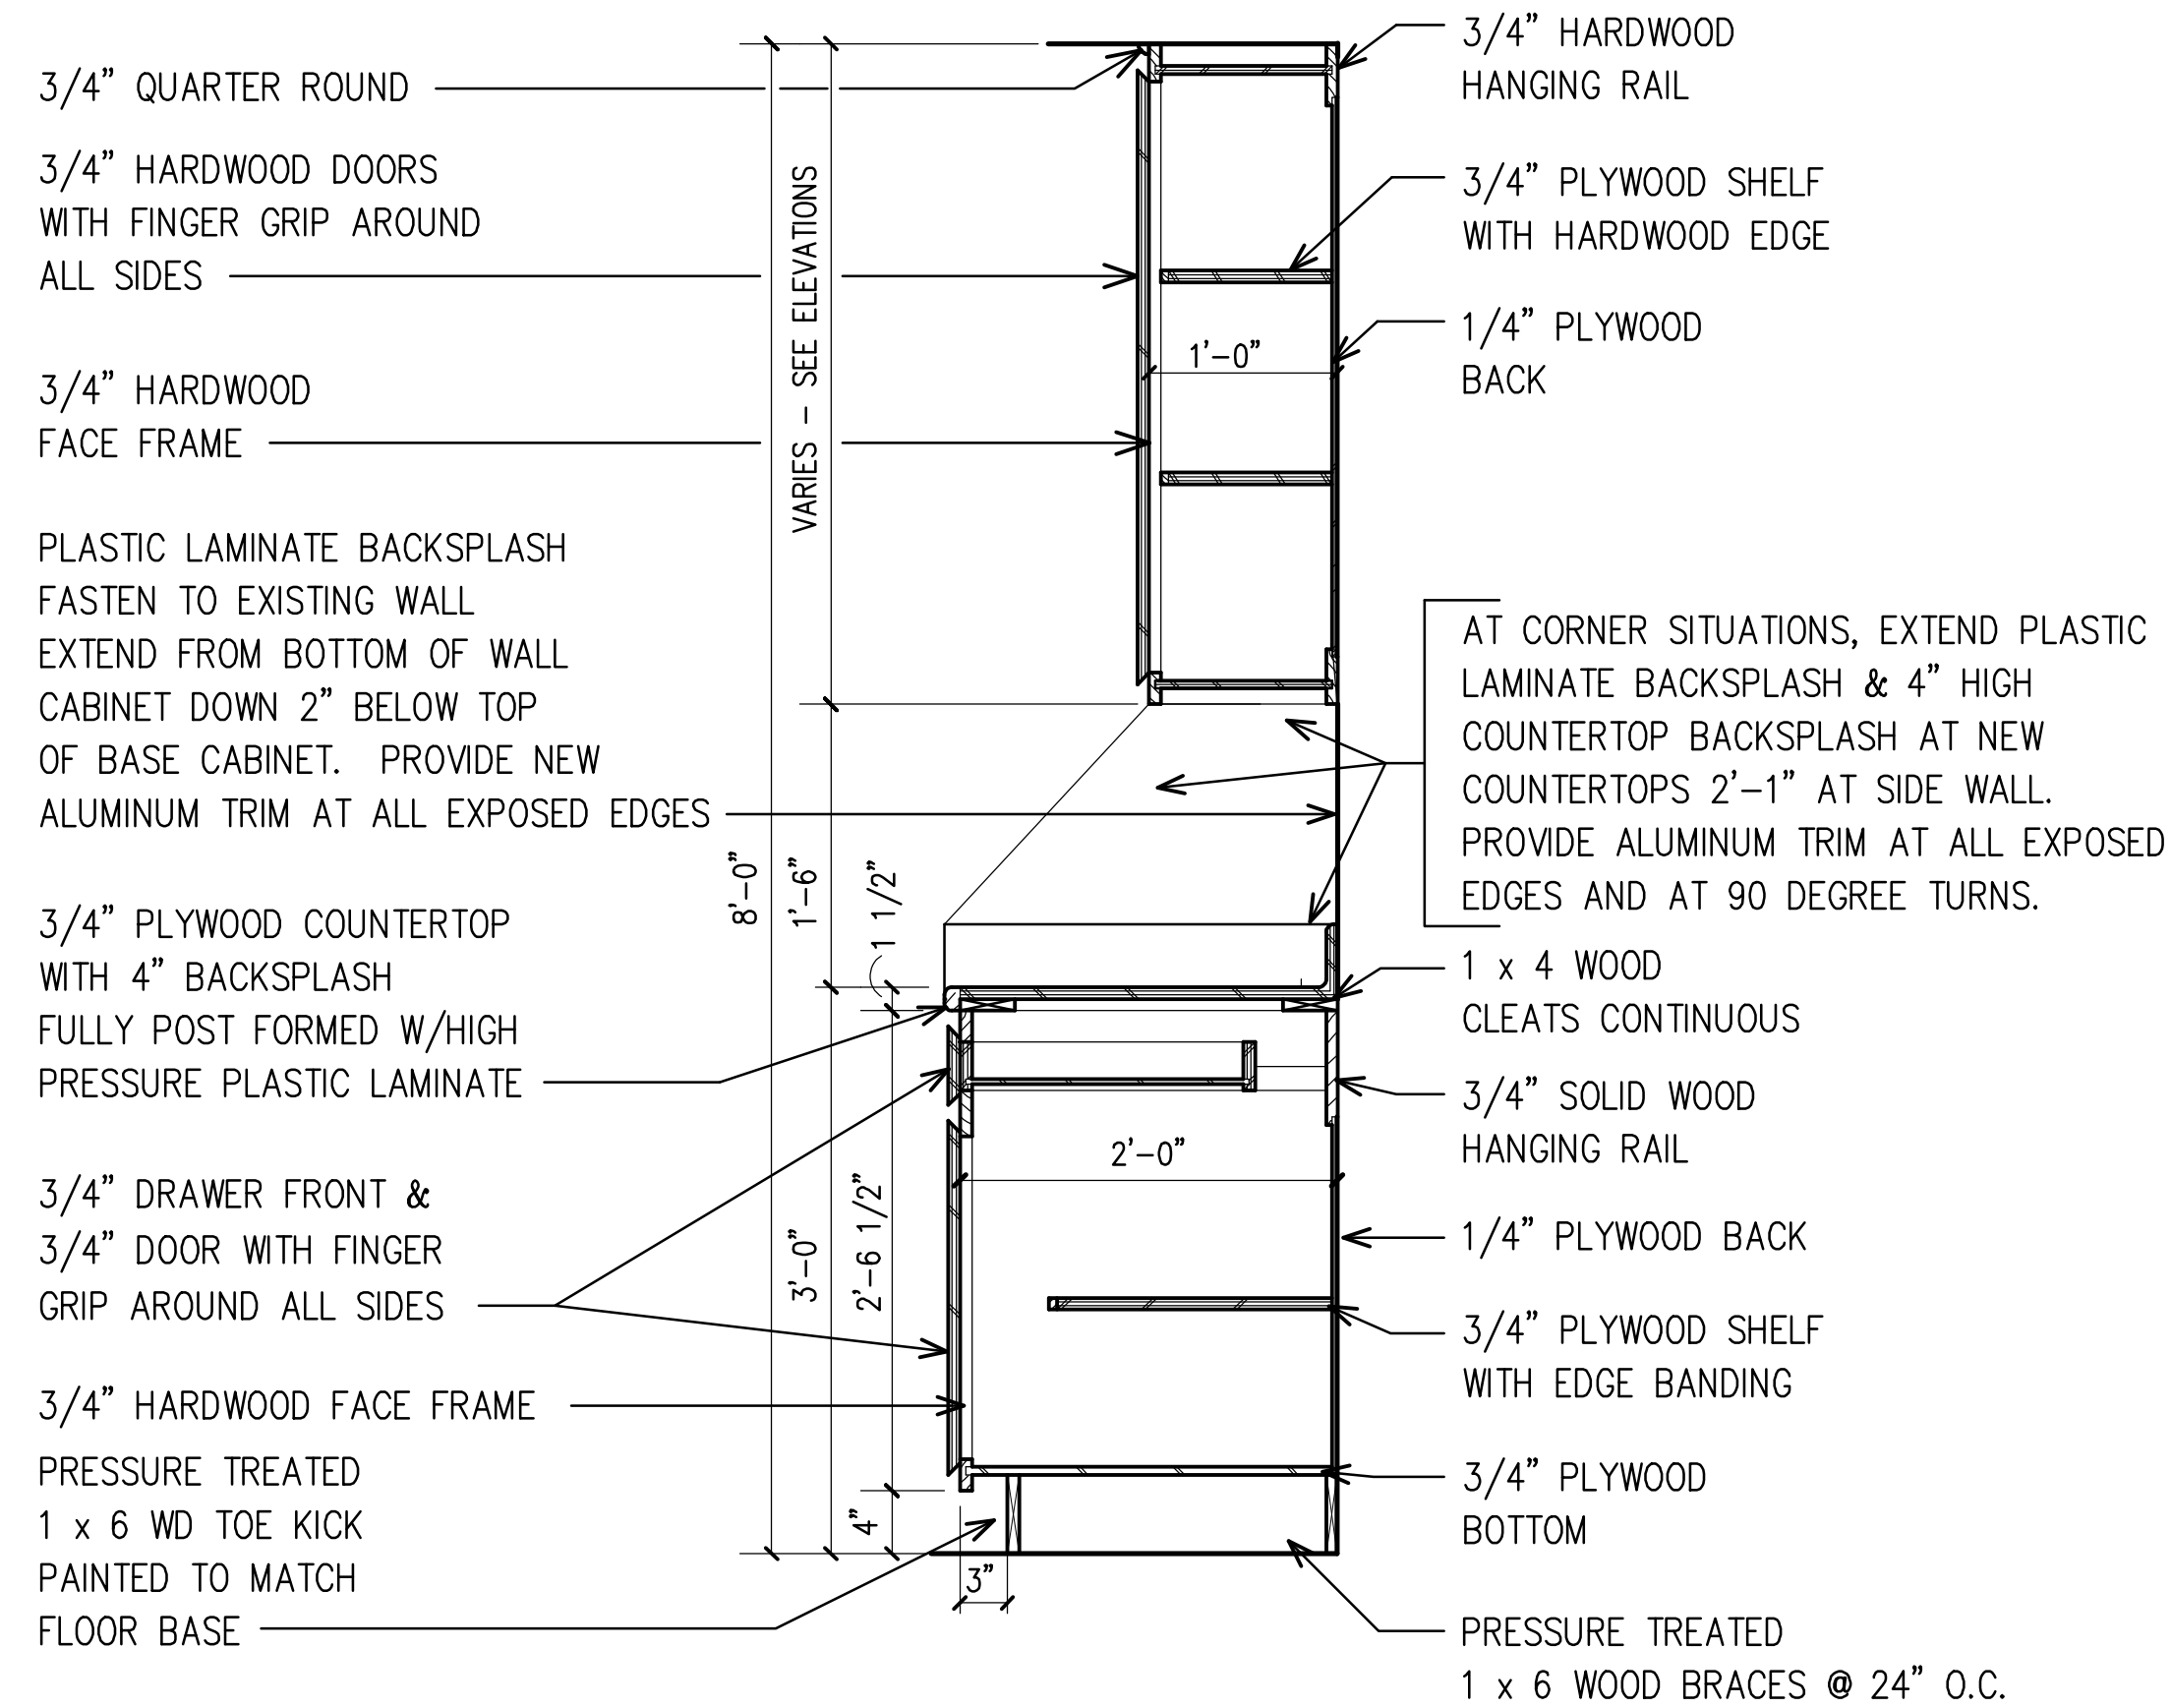 3/4” QUARTER ROUND
3/4” HARDWOOD DOORS
WITH FINGER GRIP AROUND
ALL SIDES
3/4” HARDWOOD
FACE FRAME
PLASTIC LAMINATE BACKSPLASH
FASTEN TO EXISTING WALL
EXTEND FROM BOTTOM OF WALL
CABINET DOWN 2” BELOW TOP
OF BASE CABINET. PROVIDE NEW
ALUMINUM TRIM AT ALL EXPOSED EDGES
3/4” PLYWOOD COUNTERTOP
WITH 4” BACKSPLASH
FULLY POST FORMED W/HIGH
PRESSURE PLASTIC LAMINATE
3/4” DRAWER FRONT &
3/4” DOOR WITH FINGER
GRIP AROUND ALL SIDES
3/4” HARDWOOD FACE FRAME
PRESSURE TREATED
1 x 6 WD TOE KICK
PAINTED TO MATCH
FLOOR BASE
8'-0”
VARIES - SEE ELEVATIONS
1'-6”
1 1/2”
3'-0”
2'-6 1/2”
4”
3”
1'-0”
2'-0”
3/4” HARDWOOD
HANGING RAIL
3/4” PLYWOOD SHELF
WITH HARDWOOD EDGE
1/4” PLYWOOD
BACK
AT CORNER SITUATIONS, EXTEND PLASTIC
LAMINATE BACKSPLASH & 4” HIGH
COUNTERTOP BACKSPLASH AT NEW
COUNTERTOPS 2'-1” AT SIDE WALL.
PROVIDE ALUMINUM TRIM AT ALL EXPOSED
EDGES AND AT 90 DEGREE TURNS.
1 x 4 WOOD
CLEATS CONTINUOUS
3/4” SOLID WOOD
HANGING RAIL
1/4” PLYWOOD BACK
3/4” PLYWOOD SHELF
WITH EDGE BANDING
3/4” PLYWOOD
BOTTOM
PRESSURE TREATED
1 x 6 WOOD BRACES @ 24” O.C.